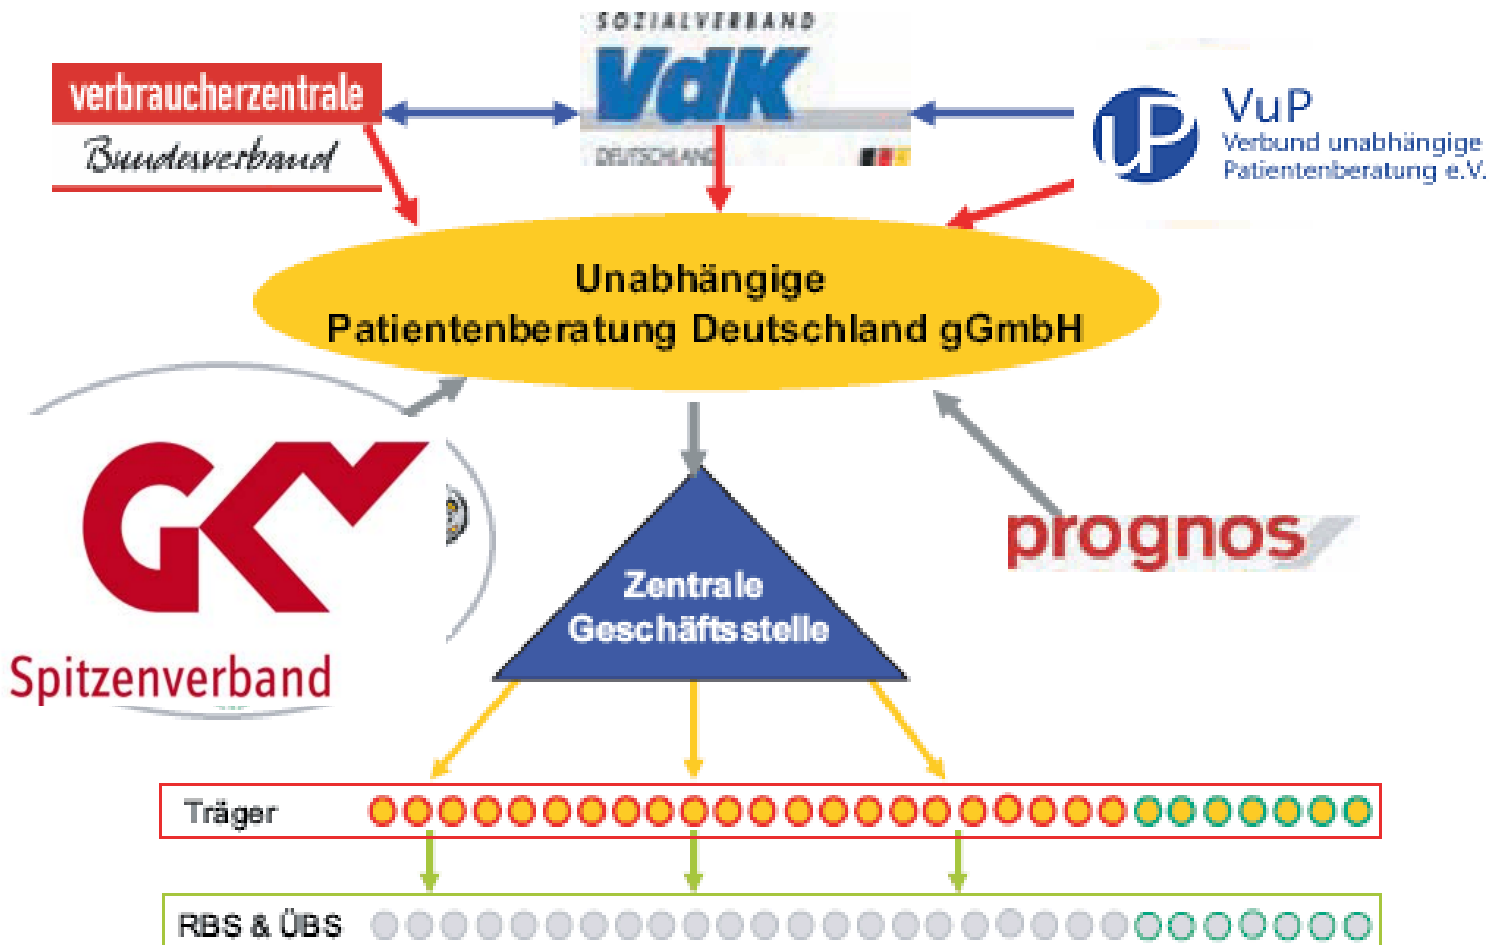 SOZIALVERBAND
VdK
DEUTSCHLAND
verbraucherzentrale
Bundesverband
VuP
Verbund unabhängige
Patientenberatung e.V.
UP
Unabhängige
Patientenberatung Deutschland gGmbH
GKV
Spitzenverband
prognos
Zentrale
Geschäftsstelle
Träger
RBS & ÜBS